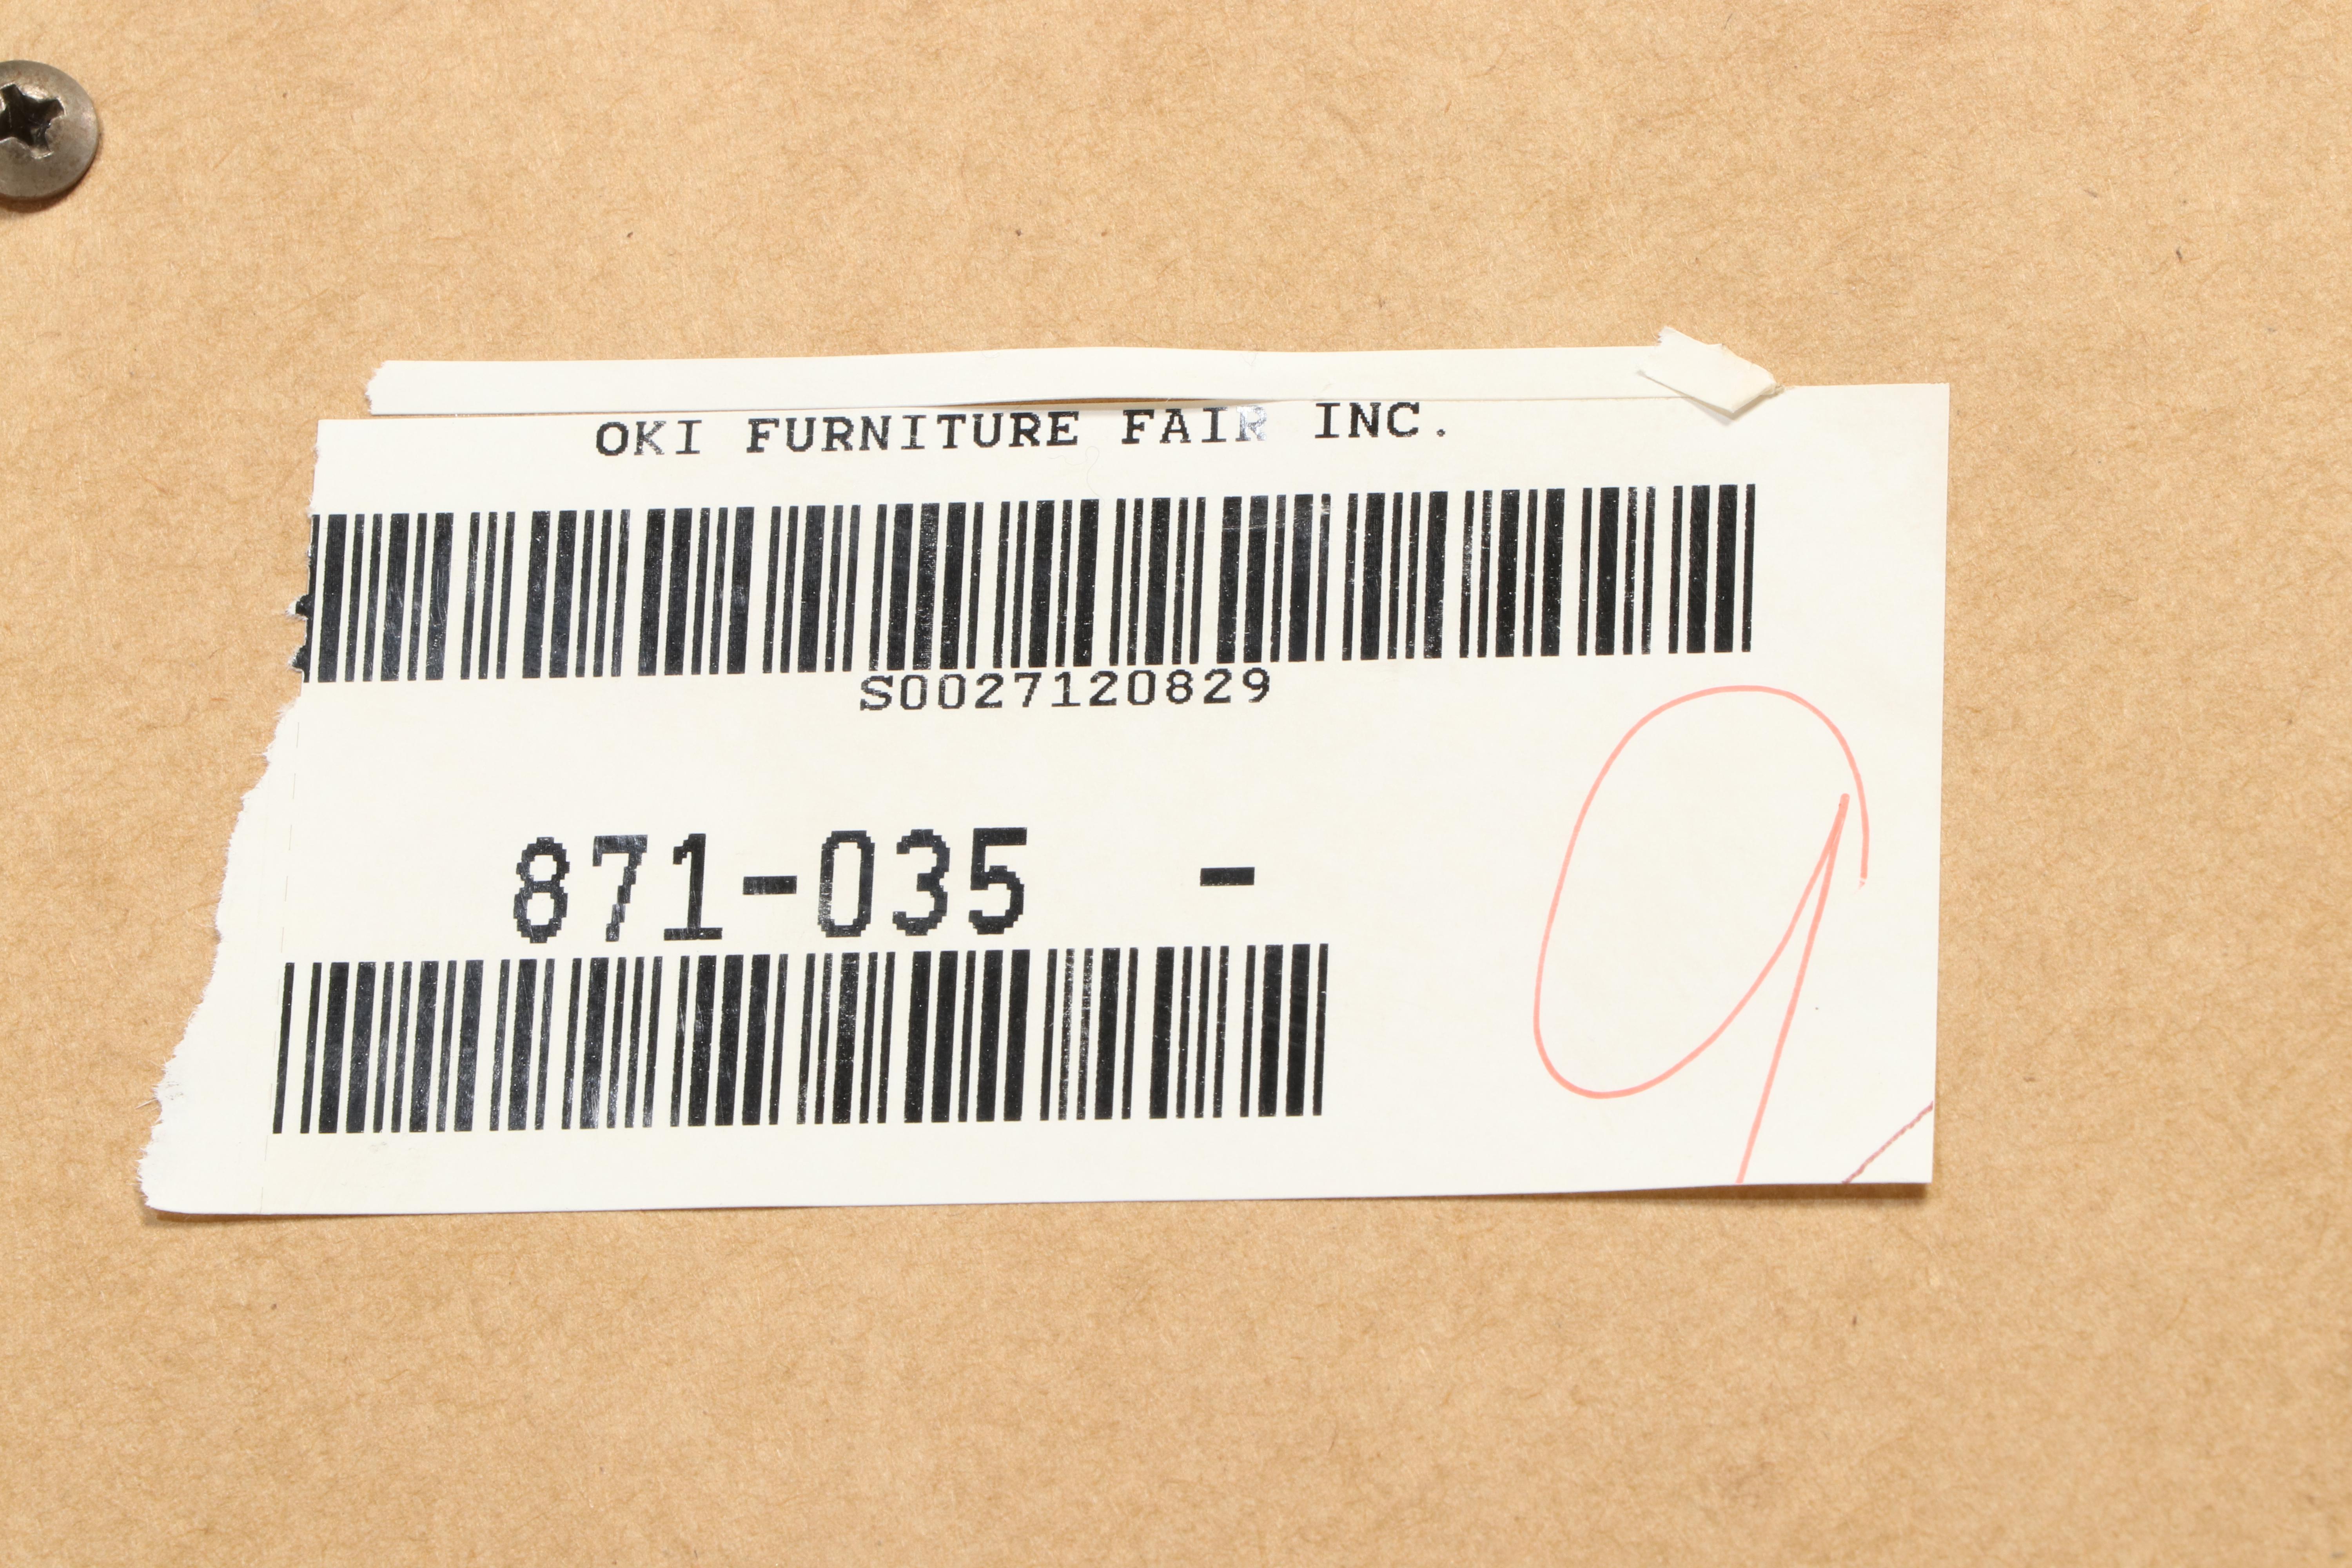 OKI FURNITURE FAIR INC.
S0027120829
871-035 -
9